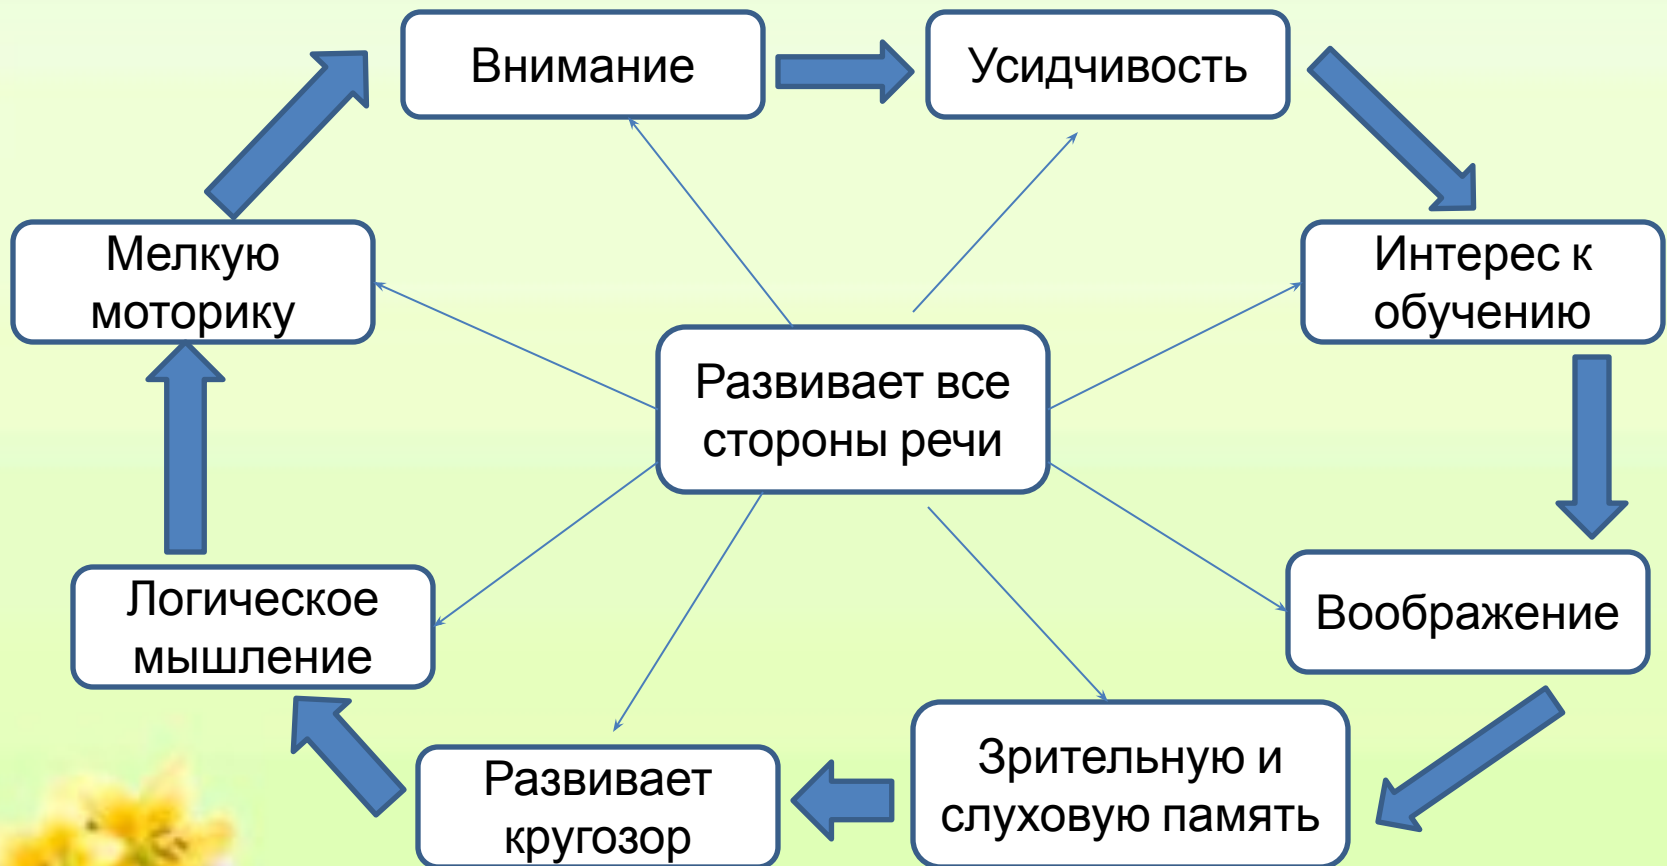 Внимание
Усидчивость
Мелкую
моторику
Интерес к
обучению
Развивает все
стороны речи
Логическое
мышление
Воображение
Развивает
кругозор
Зрительную и
слуховую память